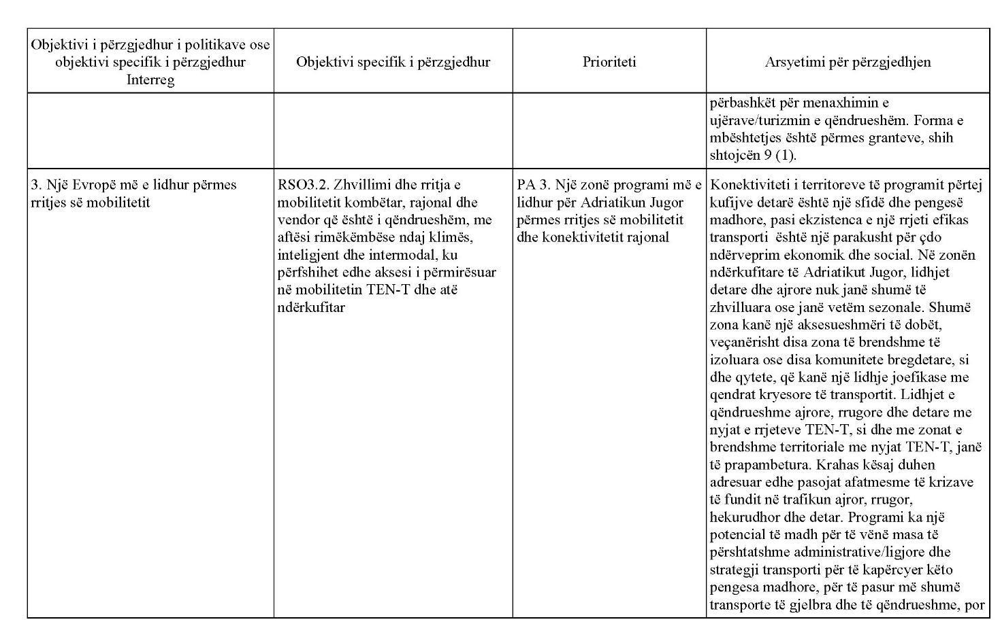 Objektivi i përzgjedhur i politikave ose
objektivi specifik i përzgjedhur
Interreg
Objektivi specifik i përzgjedhur
Prioriteti
Arsyetimi për përzgjedhjen
përbashkët për menaxhimin e
ujërave/turizmin e qëndrueshëm. Forma e
mbështetjes është përmes granteve, shih
shtojcën 9 (1).
3. Një Evropë më e lidhur përmes
rritjes së mobilitetit
RSO3.2. Zhvillimi dhe rritja e
mobilitetit kombëtar, rajonal dhe
vendor që është i qëndrueshëm, me
aftësi rimëkëmbëse ndaj klimës,
inteligjent dhe intermodal, ku
përfshihet edhe aksesi i përmirësuar
në mobilitetin TEN-T dhe atë
ndërkufitar
PA 3. Një zonë programi më e
lidhur për Adriatikun Jugor
përmes rritjes së mobilitetit
dhe konektivitetit rajonal
Konektiviteti i territoreve të programit përtej
kufijve detarë është një sfidë dhe pengesë
madhore, pasi ekzistenca e një rrjeti efikas
transporti është një parakusht për çdo
ndërveprim ekonomik dhe social. Në zonën
ndërkufitare të Adriatikut Jugor, lidhjet
detare dhe ajrore nuk janë shumë të
zhvilluara ose janë vetëm sezonale. Shumë
zona kanë një aksesueshmëri të dobët,
veçanërisht disa zona të brendshme të
izoluara ose disa komunitete bregdetare, si
dhe qytete, që kanë një lidhje joefikase me
qendrat kryesore të transportit. Lidhjet e
qëndrueshme ajrore, rrugore dhe detare me
nyjat e rrjeteve TEN-T, si dhe me zonat e
brendshme territoriale me nyjat TEN-T, janë
të prapambetura. Krahas kësaj duhen
adresuar edhe pasojat afatmesme të krizave
të fundit në trafikun ajror, rrugor,
hekurudhor dhe detar. Programi ka një
potencial të madh për të vënë masa të
përshtatshme administrative/ligjore dhe
strategji transporti për të kapërcyer këto
pengesa madhore, për të pasur më shumë
transporte të gjelbra dhe të qëndrueshme, por